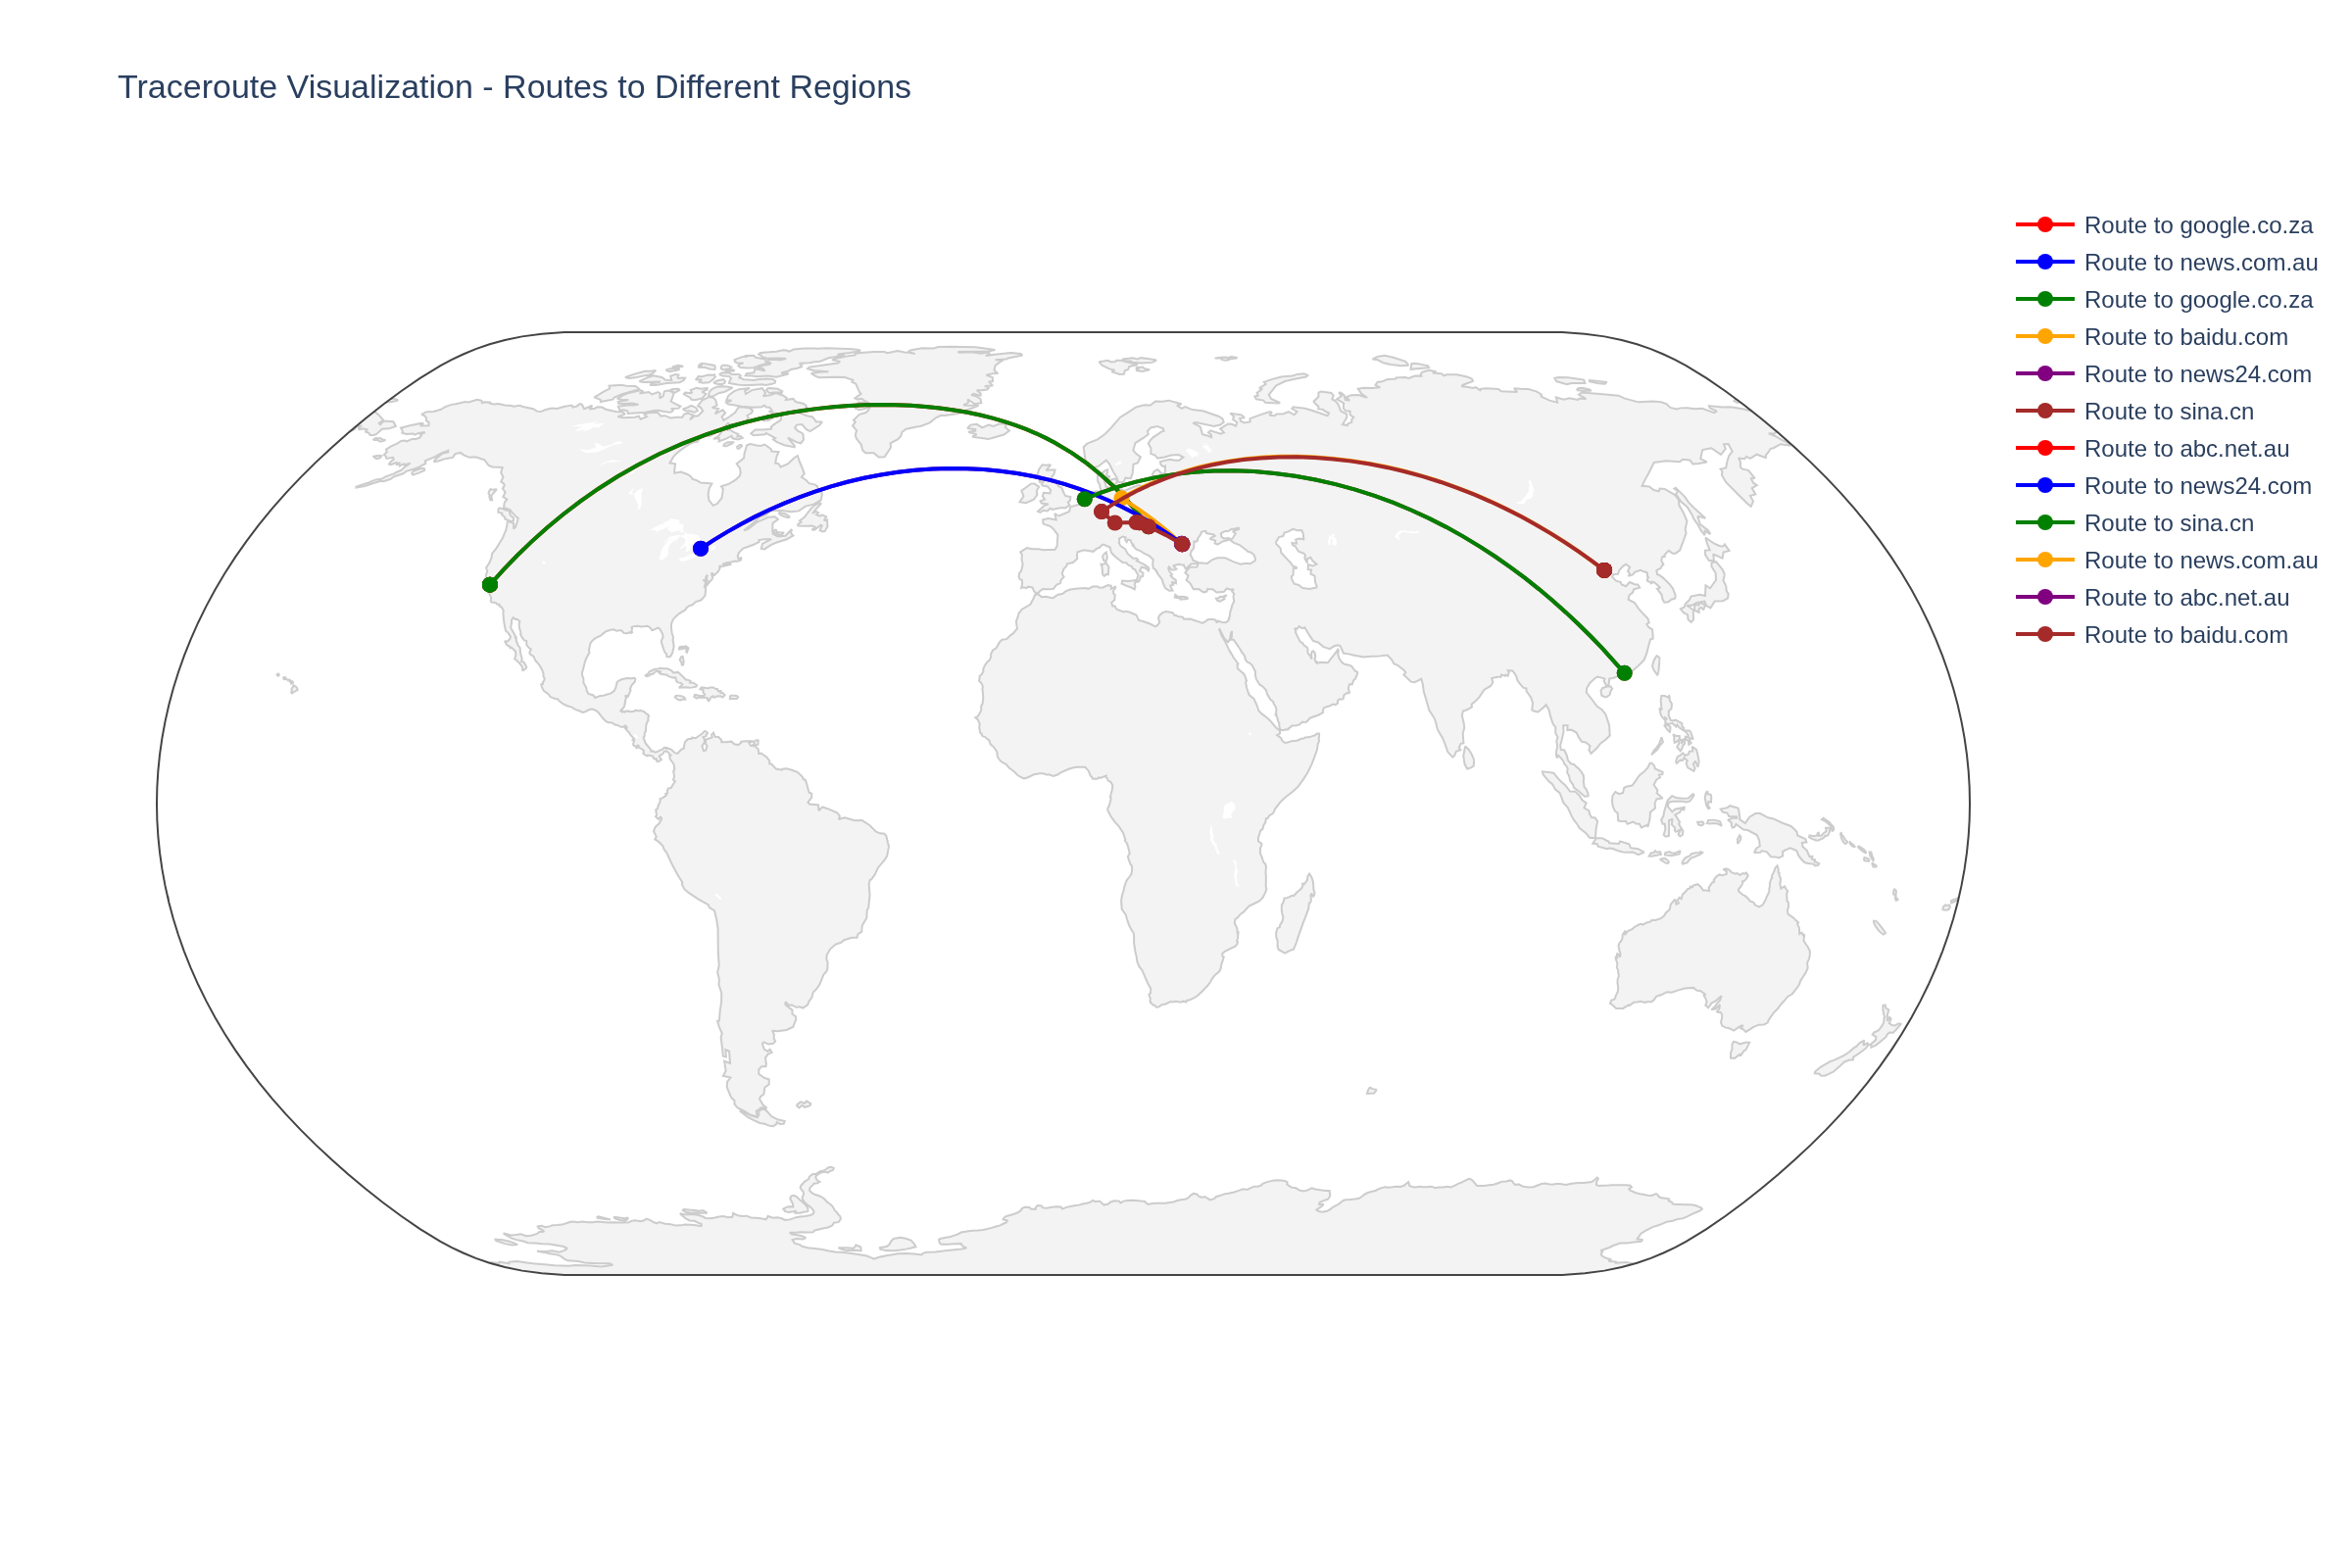 Traceroute Visualization - Routes to Different Regions
Route to google.co.za
Route to news.com.au
Route to google.co.za
Route to baidu.com
Route to news24.com
Route to sina.cn
Route to abc.net.au
Route to news24.com
Route to sina.cn
Route to news.com.au
Route to abc.net.au
Route to baidu.com